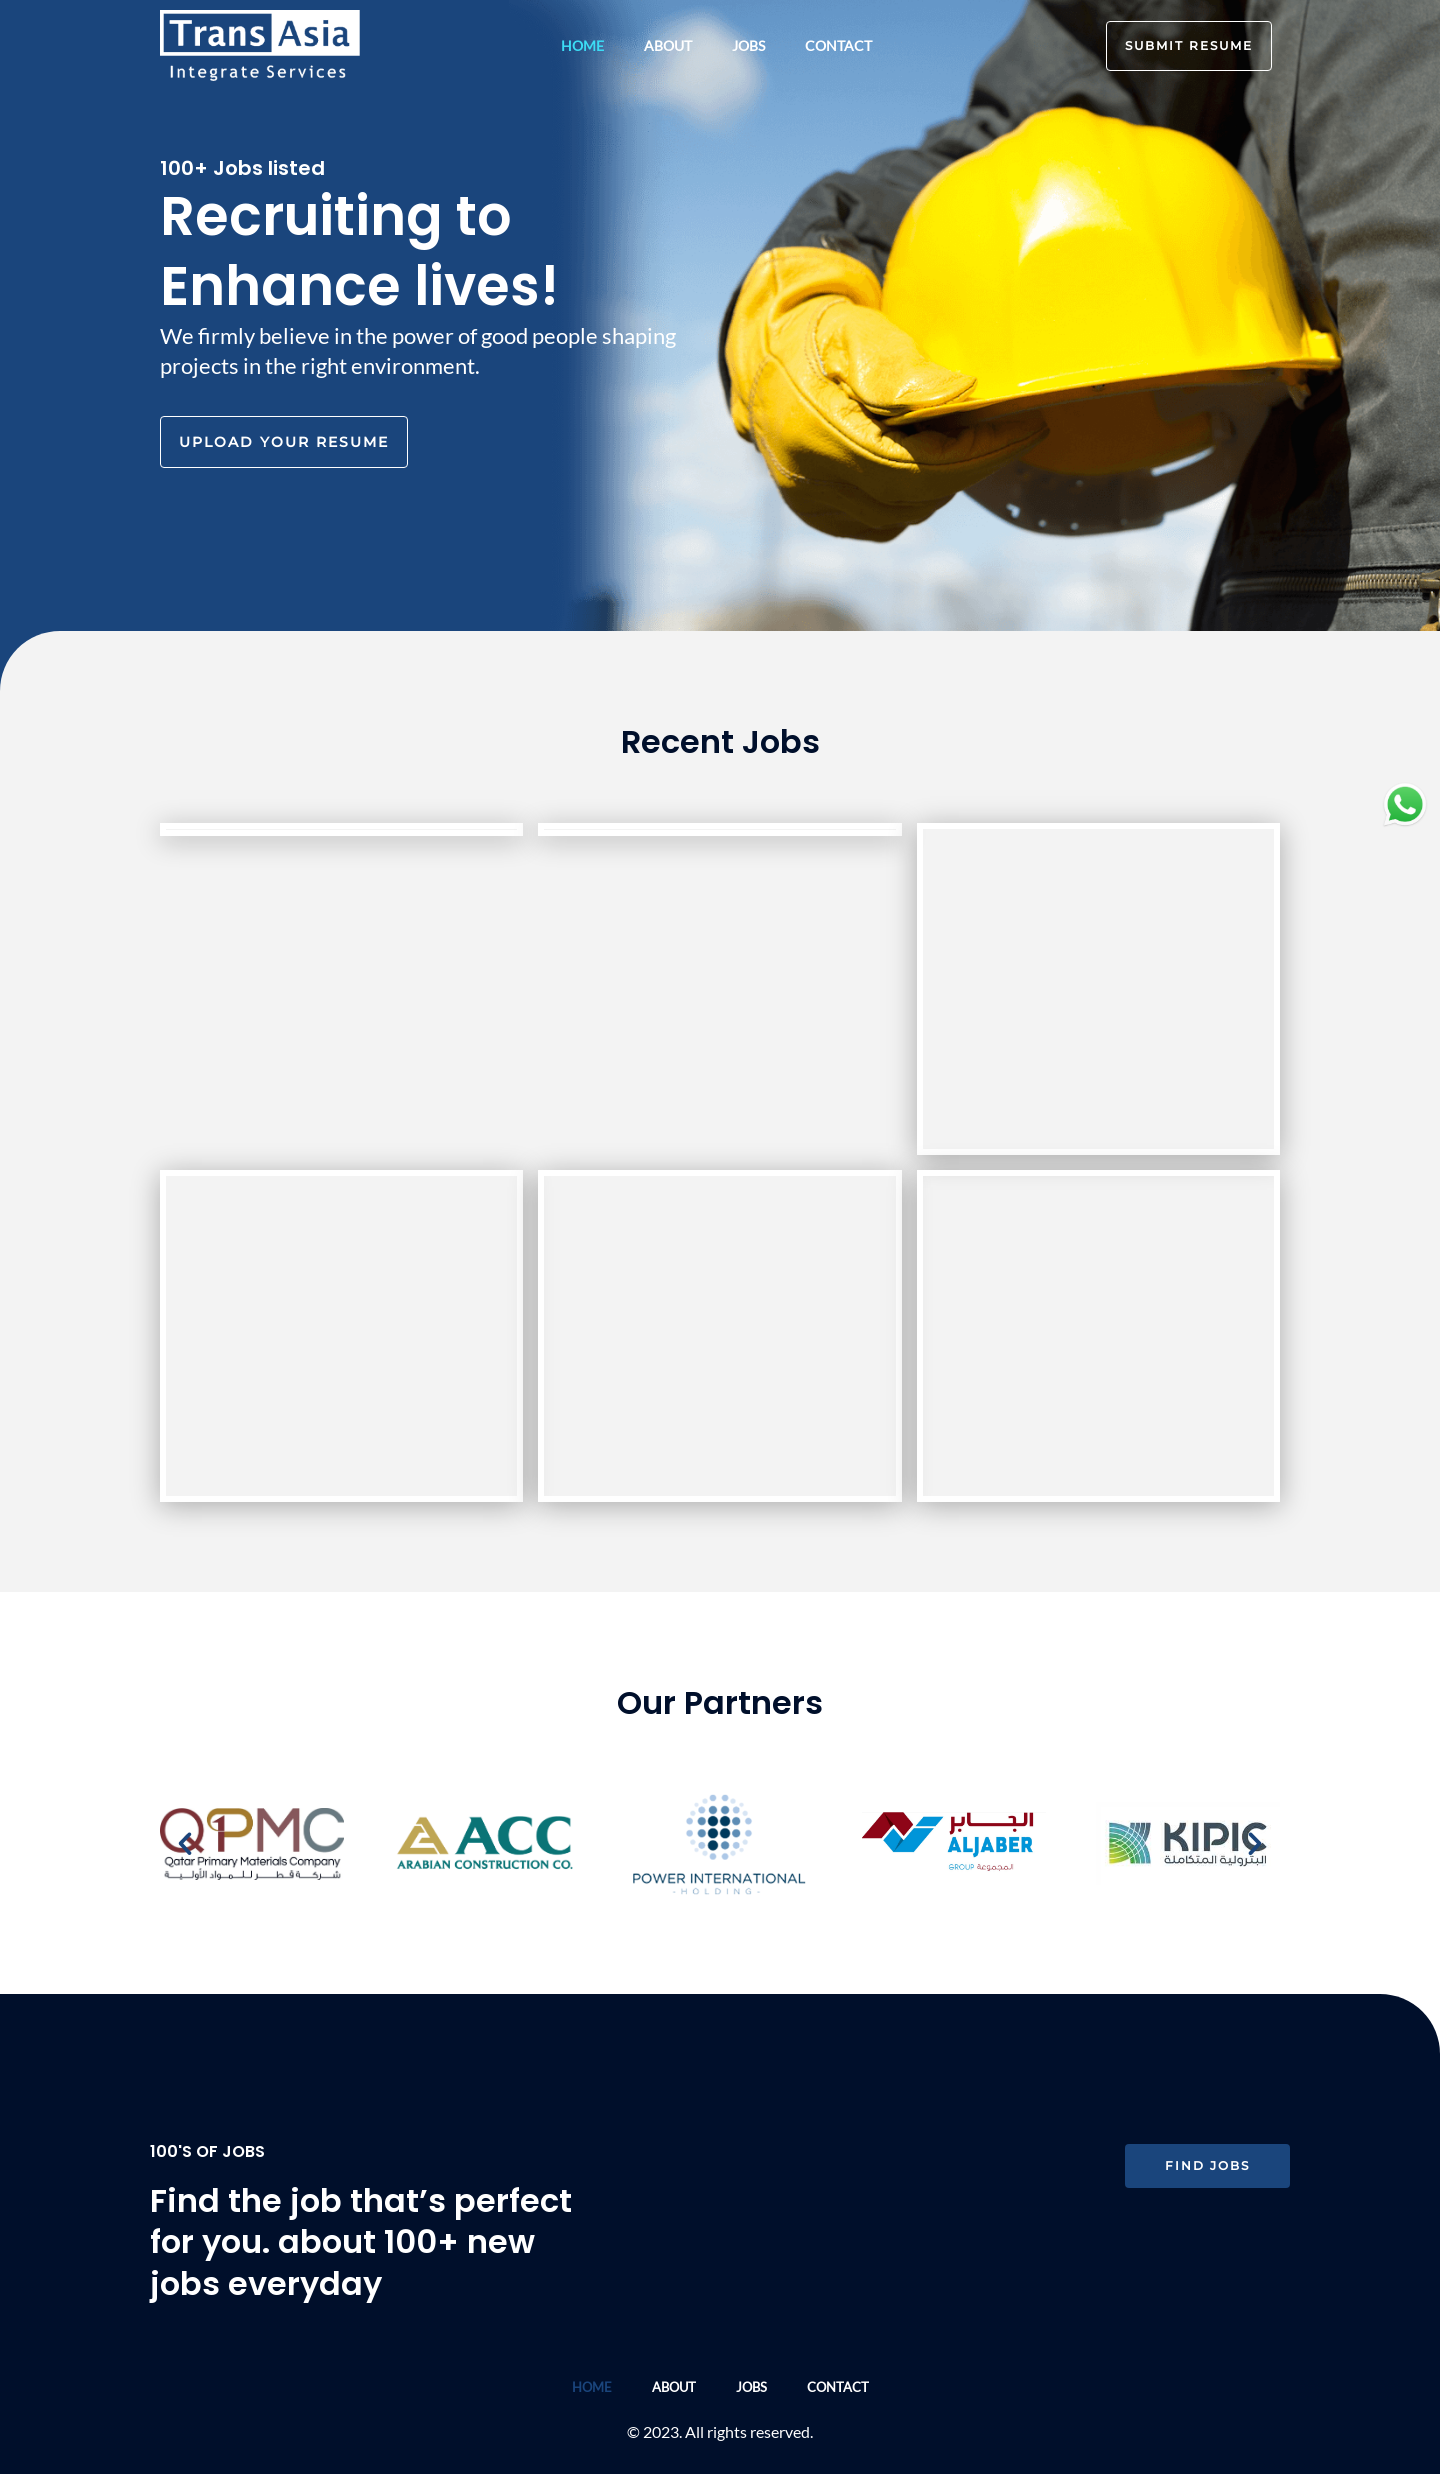 Trans Asia
Integrate Services
HOME
ABOUT
JOBS
CONTACT
SUBMIT RESUME
100+ Jobs listed
Recruiting to
Enhance lives!
We firmly believe in the power of good people shaping
projects in the right environment.
UPLOAD YOUR RESUME
Recent Jobs
Our Partners
QPMC
Qatar Primary Materials Company
شركة قطر للمواد الأولية
ACC
ARABIAN CONSTRUCTION CO.
POWER INTERNATIONAL
- HOLDING -
الجابر
ALJABER
GROUP المجموعة
KIPIC
البترولية المتكاملة
100'S OF JOBS
Find the job that’s perfect
for you. about 100+ new
jobs everyday
FIND JOBS
HOME
ABOUT
JOBS
CONTACT
© 2023. All rights reserved.